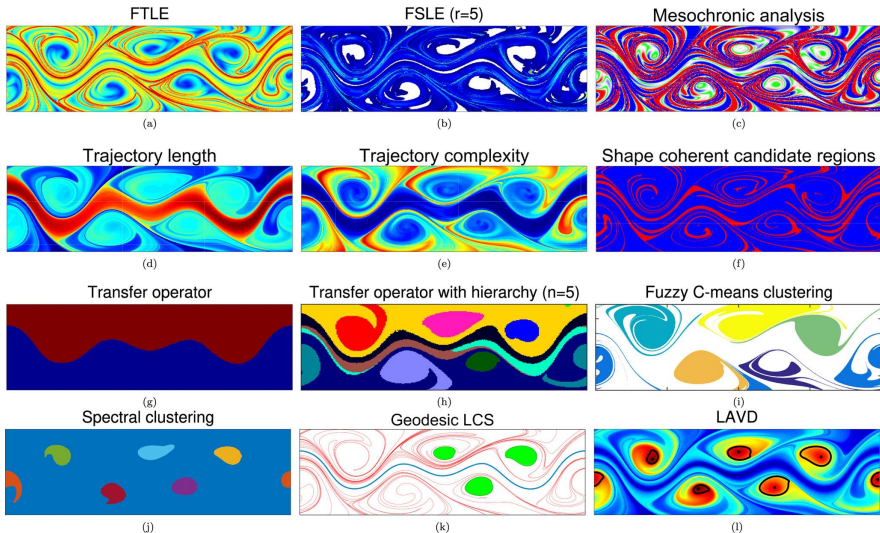 FTLE
FSLE (r=5)
Mesochronic analysis
(a)
(b)
(c)
Trajectory length
Trajectory complexity
Shape coherent candidate regions
(d)
(e)
(f)
Transfer operator
Transfer operator with hierarchy (n=5)
Fuzzy C-means clustering
(g)
(h)
(i)
Spectral clustering
Geodesic LCS
LAVD
(j)
(k)
(l)